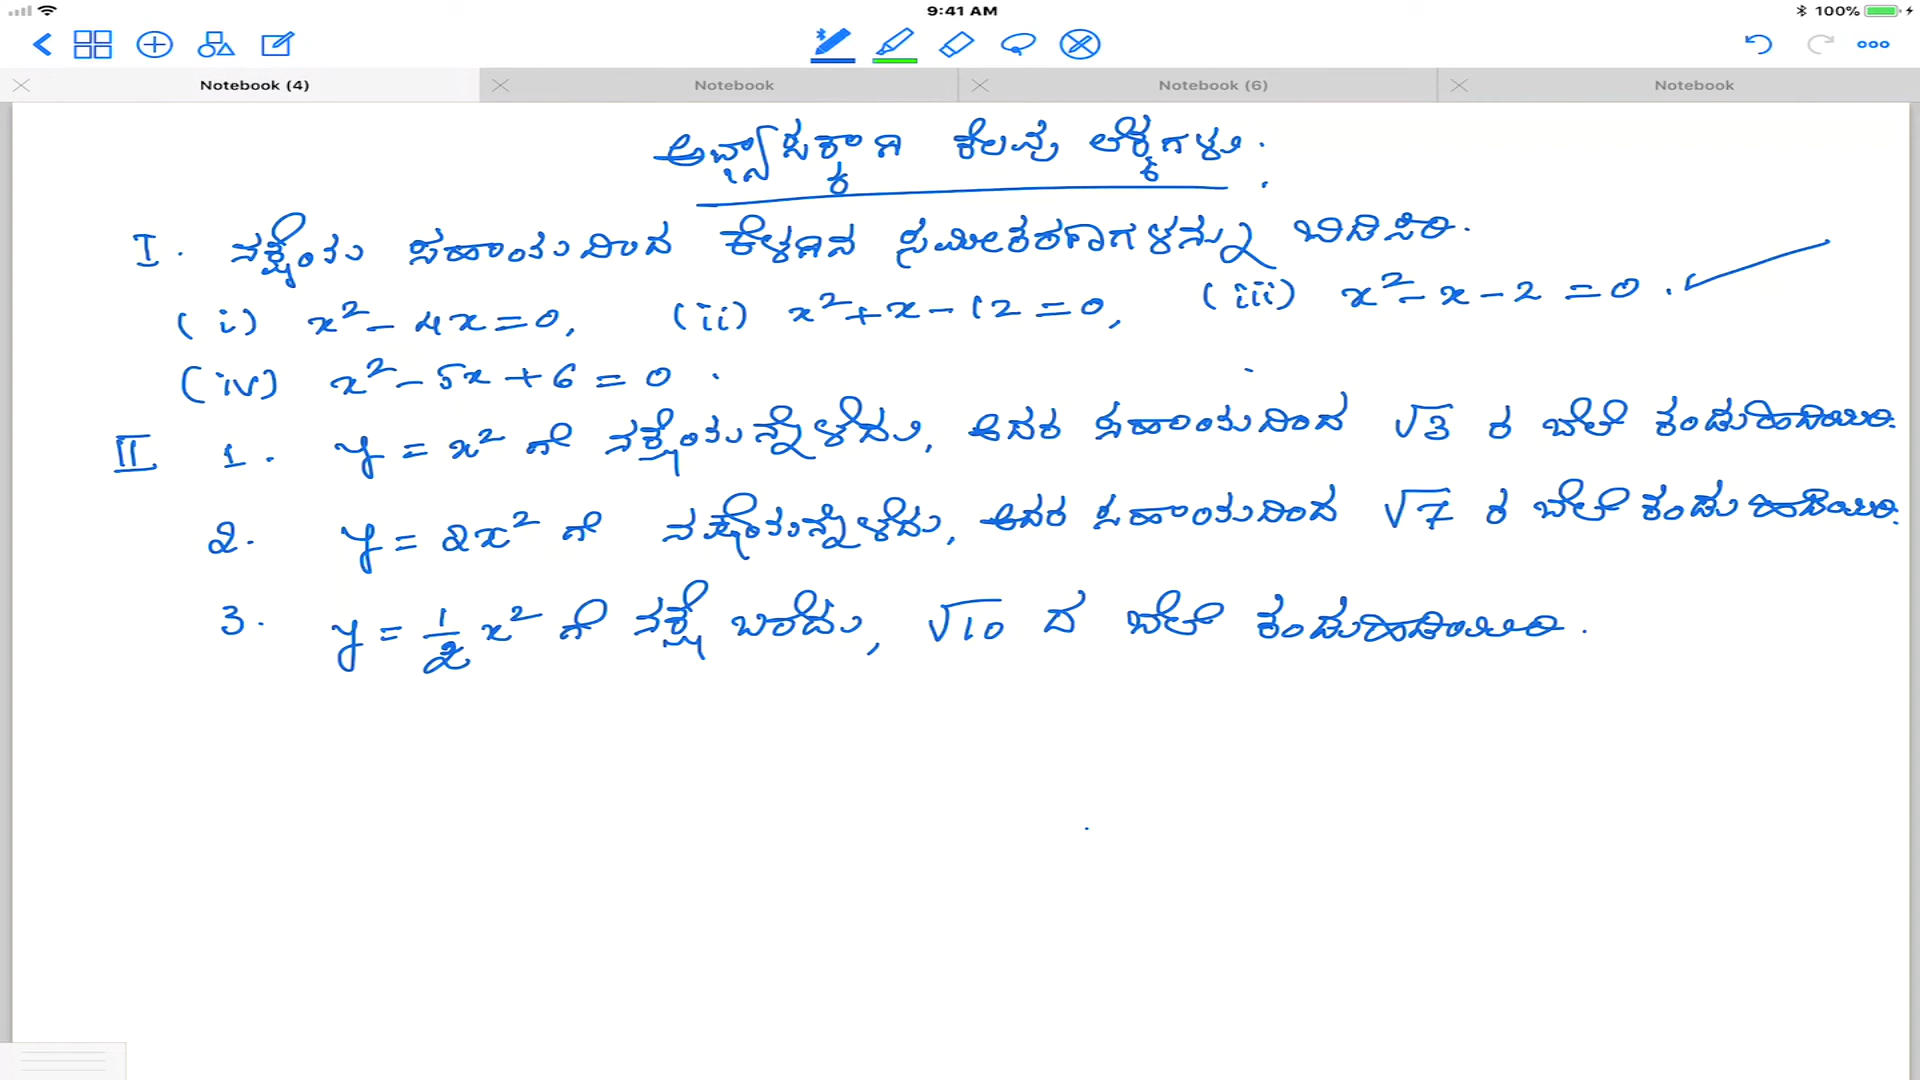 9:41 AM 100%
Notebook (4) Notebook Notebook (6) Notebook
ಅಭ್ಯಾಸಕ್ಕಾಗಿ ಕೆಲವು ಲೆಕ್ಕಗಳು.
I. ನಕ್ಷೆಯ ಸಹಾಯದಿಂದ ಕೆಳಗಿನ ಸಮೀಕರಣಗಳನ್ನು ಬಿಡಿಸಿರಿ.
(i) x² - 4x = 0, (ii) x² + x - 12 = 0, (iii) x² - x - 2 = 0.
(iv) x² - 5x + 6 = 0.
II 1. y = x² ಗೆ ನಕ್ಷೆಯನ್ನೆಳೆದು, ಅದರ ಸಹಾಯದಿಂದ √3 ರ ಬೆಲೆ ಕಂಡುಹಿಡಿಯಿರಿ.
2. y = 2x² ಗೆ ನಕ್ಷೆಯನ್ನೆಳೆದು, ಅದರ ಸಹಾಯದಿಂದ √7 ರ ಬೆಲೆ ಕಂಡು ಹಿಡಿಯಿರಿ.
3. y = 1/2 x² ಗೆ ನಕ್ಷೆ ಬರೆದು, √10 ದ ಬೆಲೆ ಕಂಡುಹಿಡಿಯಿರಿ.